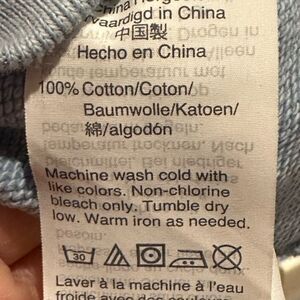 Vaardigd in China
中国製
Hecho en China
100% Cotton/Coton/
Baumwolle/Katoen/
綿/algodón
Machine wash cold with
like colors. Non-chlorine
bleach only. Tumble dry
low. Warm iron as needed.
30
Laver à la machine à l'eau
froide avec des couleurs